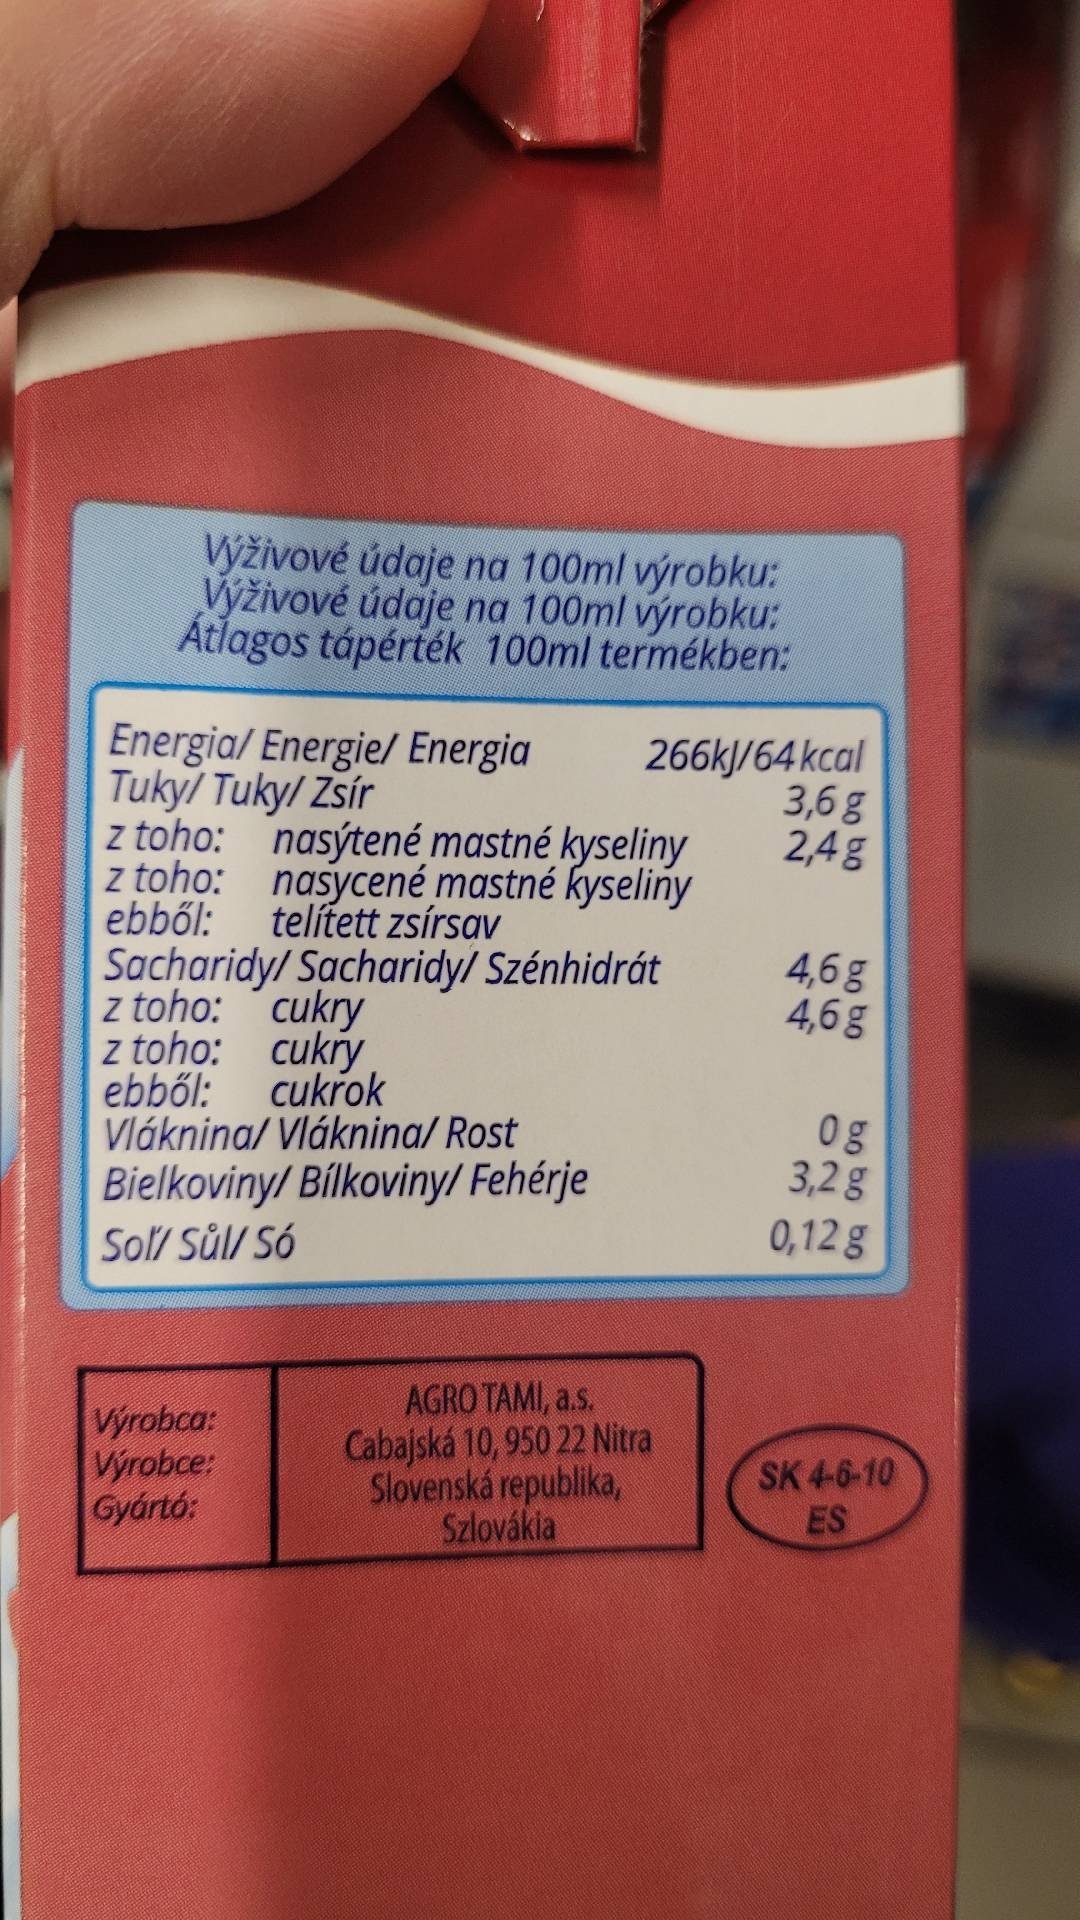 Výživové údaje na 100ml výrobku:
Výživové údaje na 100ml výrobku:
Átlagos tápérték 100ml termékben:
Energia/ Energie/ Energia 266kJ/64kcal
Tuky/ Tuky/ Zsír 3,6 g
z toho: nasýtené mastné kyseliny 2,4 g
z toho: nasycené mastné kyseliny
ebből: telített zsírsav
Sacharidy/ Sacharidy/ Szénhidrát 4,6 g
z toho: cukry 4,6 g
z toho: cukry
ebből: cukrok
Vláknina/ Vláknina/ Rost 0 g
Bielkoviny/ Bílkoviny/ Fehérje 3,2 g
Soľ/ Sůl/ Só 0,12 g
Výrobca:
Výrobce:
Gyártó:
AGRO TAMI, a.s.
Cabajská 10, 950 22 Nitra
Slovenská republika,
Szlovákia
SK 4-6-10
ES